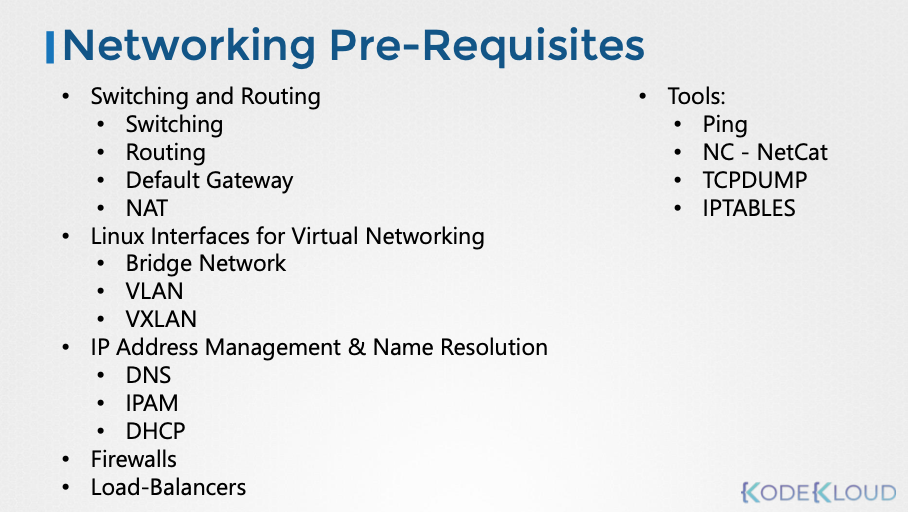 Networking Pre-Requisites
• Switching and Routing
• Switching
• Routing
• Default Gateway
• NAT
• Linux Interfaces for Virtual Networking
• Bridge Network
• VLAN
• VXLAN
• IP Address Management & Name Resolution
• DNS
• IPAM
• DHCP
• Firewalls
• Load-Balancers
• Tools:
• Ping
• NC - NetCat
• TCPDUMP
• IPTABLES
KODEKLOUD